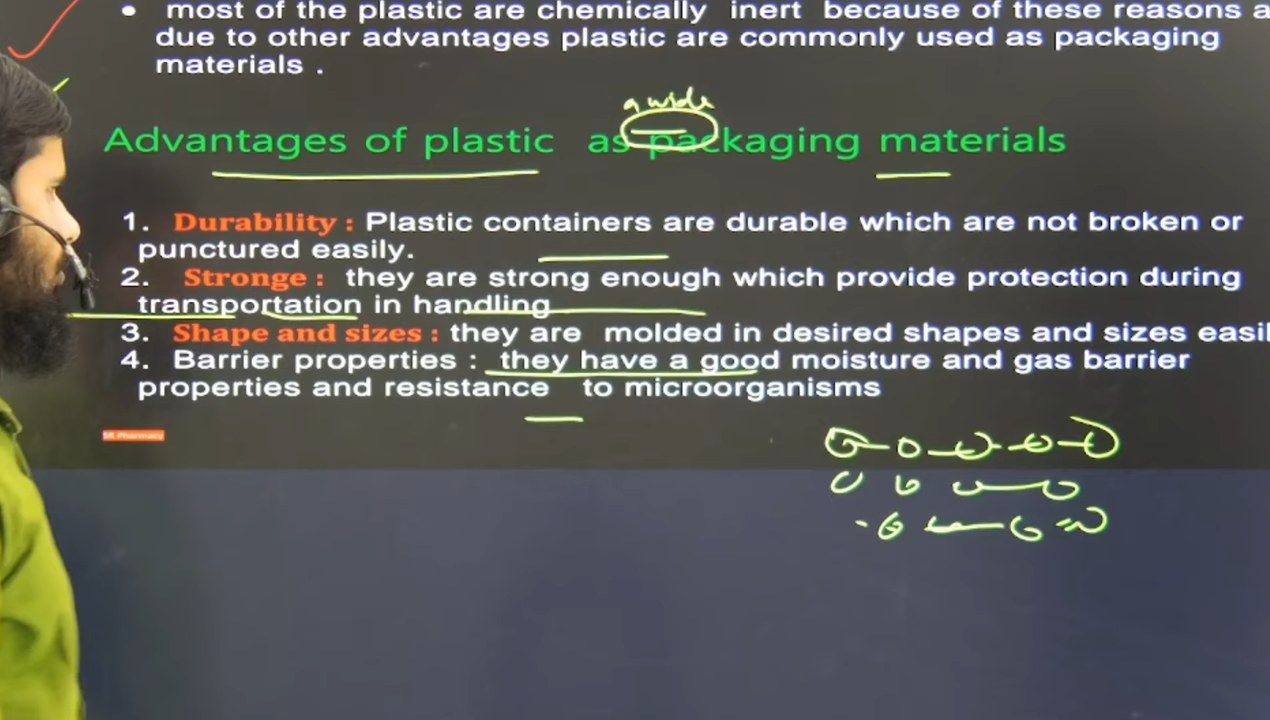 • most of the plastic are chemically inert because of these reasons a
due to other advantages plastic are commonly used as packaging
materials .
a wide
Advantages of plastic as packaging materials
1. Durability : Plastic containers are durable which are not broken or
punctured easily.
2. Stronge : they are strong enough which provide protection during
transportation in handling
3. Shape and sizes : they are molded in desired shapes and sizes easil
4. Barrier properties : they have a good moisture and gas barrier
properties and resistance to microorganisms
SR Pharmacy